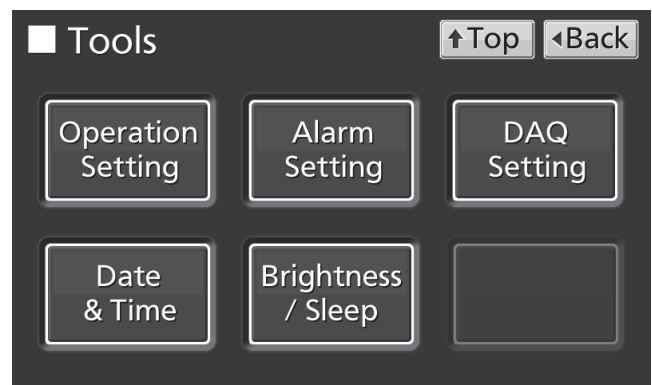 Tools
↑Top
◂Back
Operation
Setting
Alarm
Setting
DAQ
Setting
Date
& Time
Brightness
/ Sleep